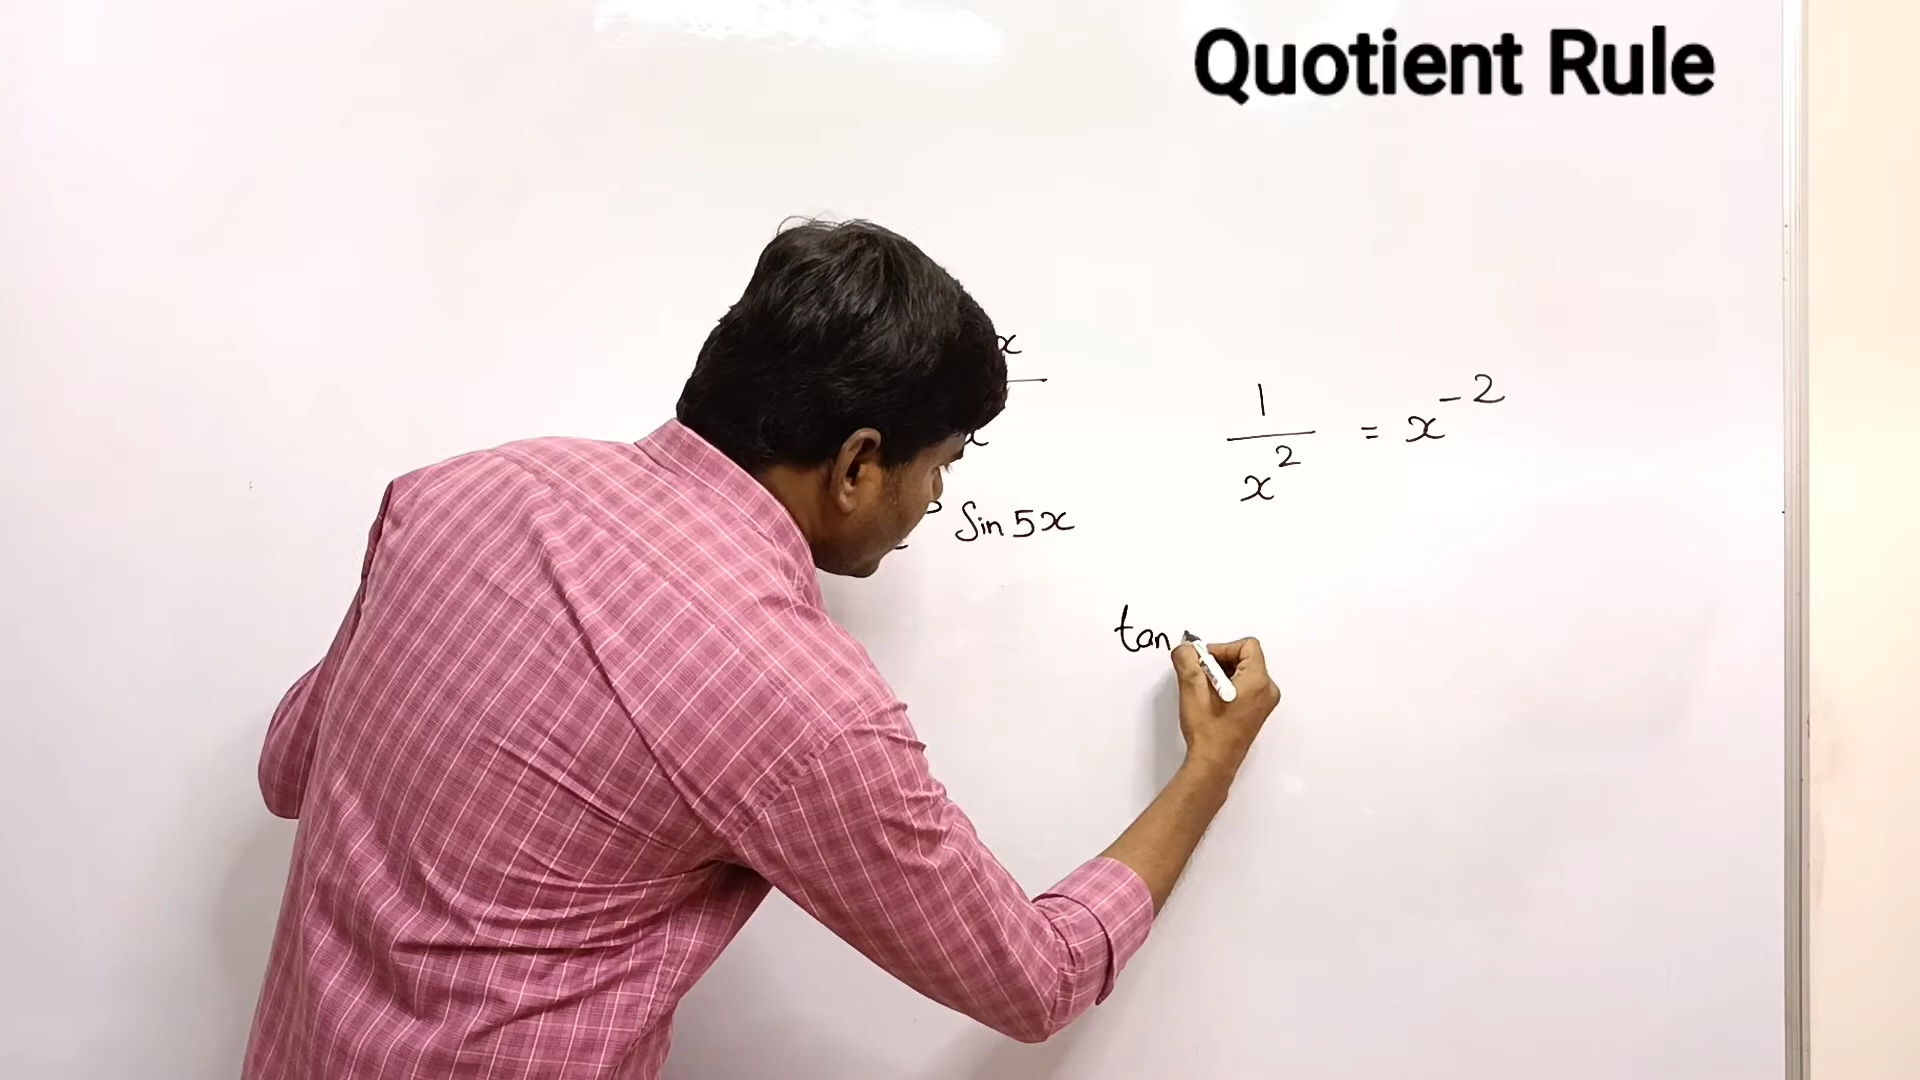 Quotient Rule
x
x
sin 5x
1
x²
= x⁻²
tan